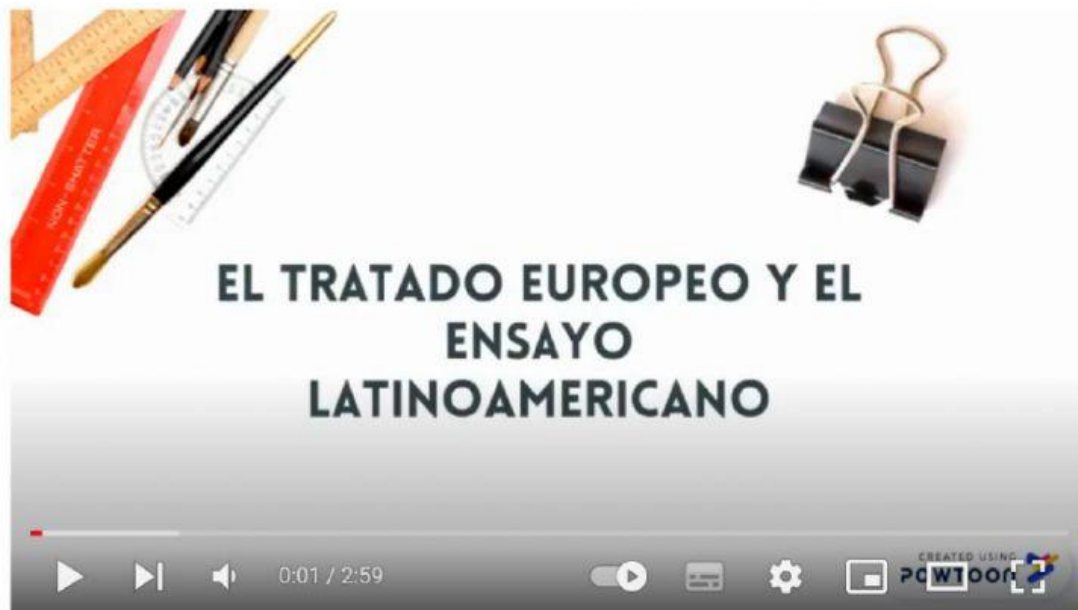 NON-SHATTER
EL TRATADO EUROPEO Y EL
ENSAYO
LATINOAMERICANO
0:01 / 2:59
CREATED USING
POWTOON